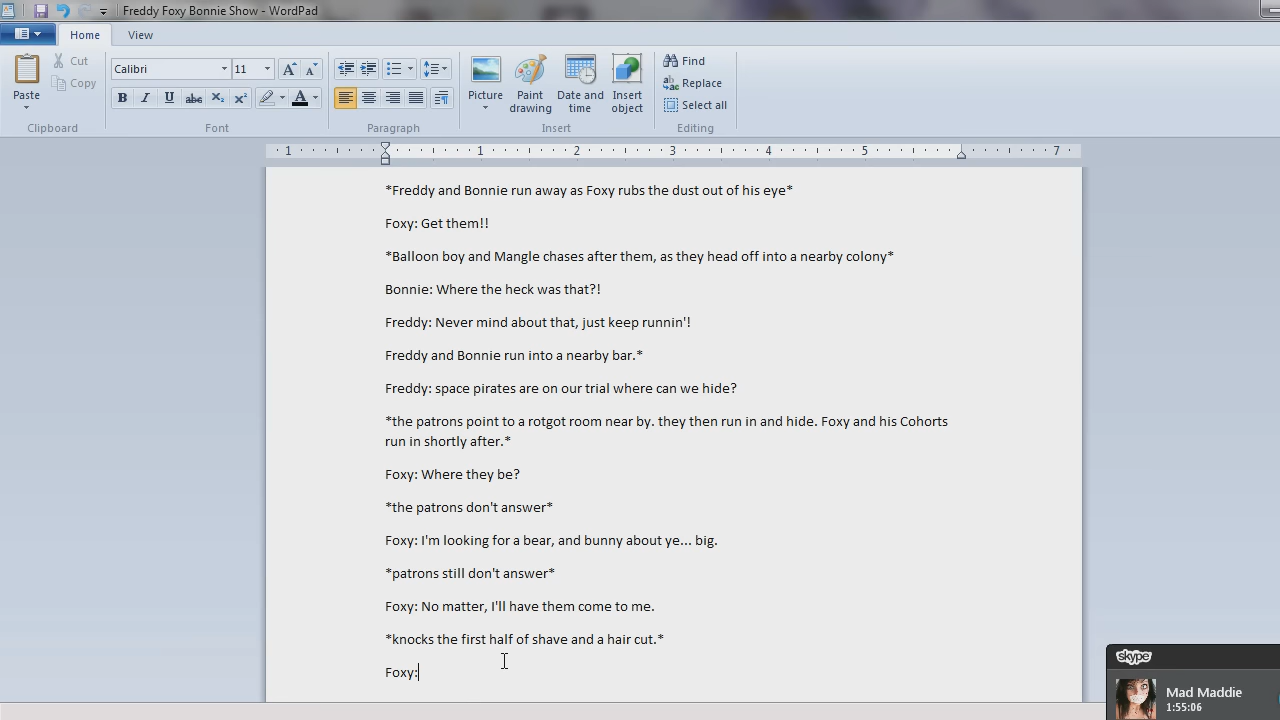 Freddy Foxy Bonnie Show - WordPad
Home View
Paste
Cut
Copy
Clipboard
Calibri 11
Font
Paragraph
Picture
Paint drawing
Date and time
Insert object
Insert
Find
Replace
Select all
Editing
1 1 2 3 4 5 7
*Freddy and Bonnie run away as Foxy rubs the dust out of his eye*
Foxy: Get them!!
*Balloon boy and Mangle chases after them, as they head off into a nearby colony*
Bonnie: Where the heck was that?!
Freddy: Never mind about that, just keep runnin'!
Freddy and Bonnie run into a nearby bar.*
Freddy: space pirates are on our trial where can we hide?
*the patrons point to a rotgot room near by. they then run in and hide. Foxy and his Cohorts
run in shortly after.*
Foxy: Where they be?
*the patrons don't answer*
Foxy: I'm looking for a bear, and bunny about ye... big.
*patrons still don't answer*
Foxy: No matter, I'll have them come to me.
*knocks the first half of shave and a hair cut.*
Foxy:
skype
Mad Maddie
1:55:06